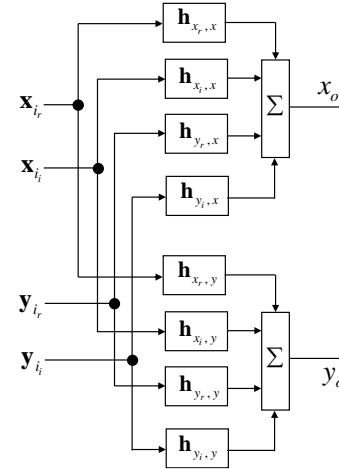 h_{x_r,x}
x_{i_r}
h_{x_i,x}
x_o
h_{y_r,x}
Σ
x_{i_i}
h_{y_i,x}
h_{x_r,y}
y_{i_r}
h_{x_i,y}
Σ
y_{i_i}
h_{y_r,y}
y_o
h_{y_i,y}